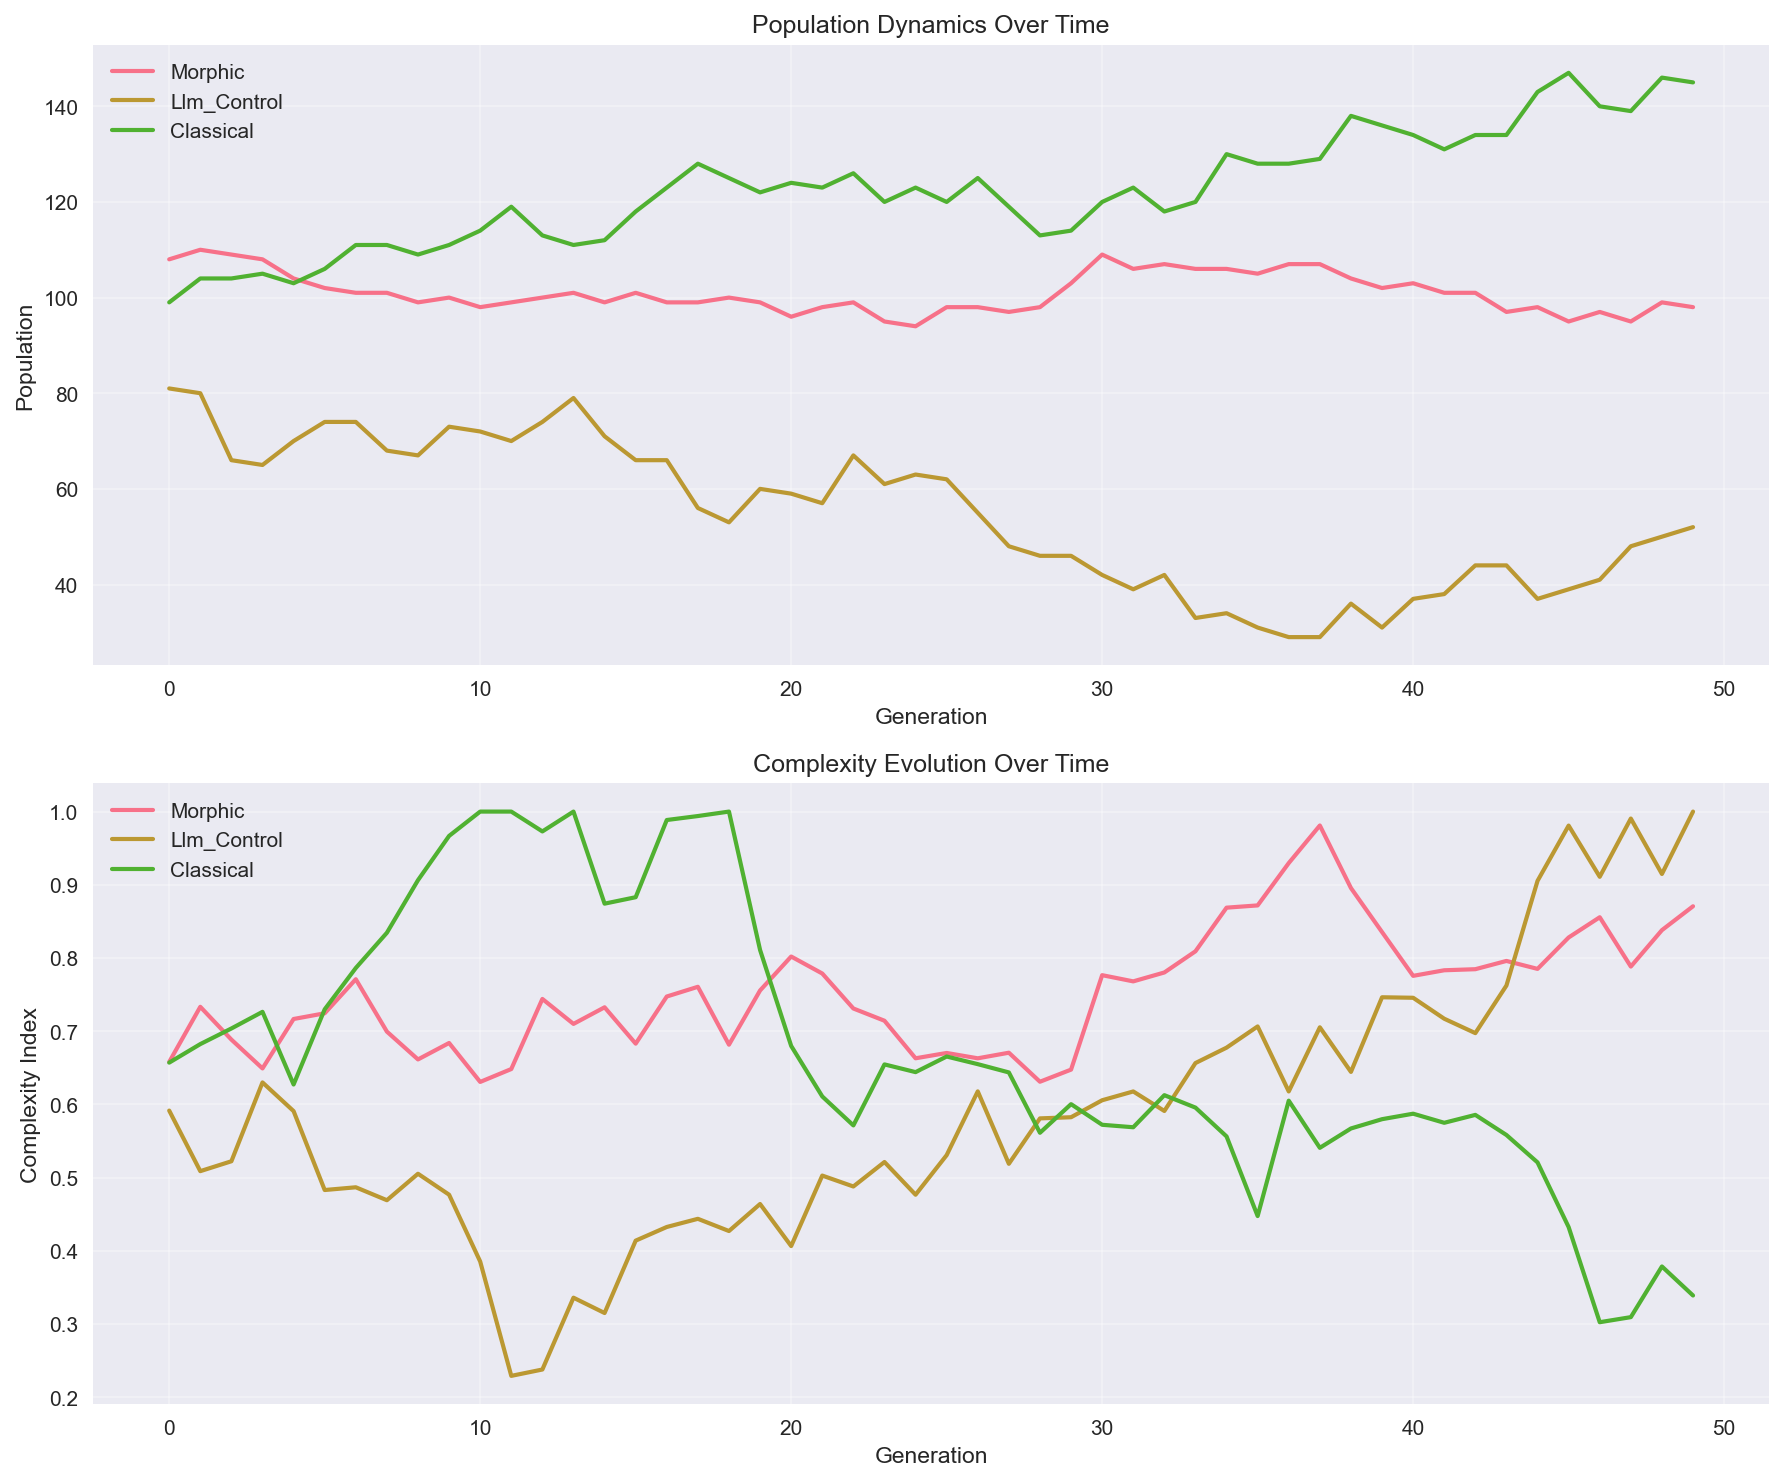 Population Dynamics Over Time
Morphic
Llm_Control
Classical
Population
140
120
100
80
60
40
0 10 20 30 40 50
Generation
Complexity Evolution Over Time
Morphic
Llm_Control
Classical
Complexity Index
1.0
0.9
0.8
0.7
0.6
0.5
0.4
0.3
0.2
0 10 20 30 40 50
Generation